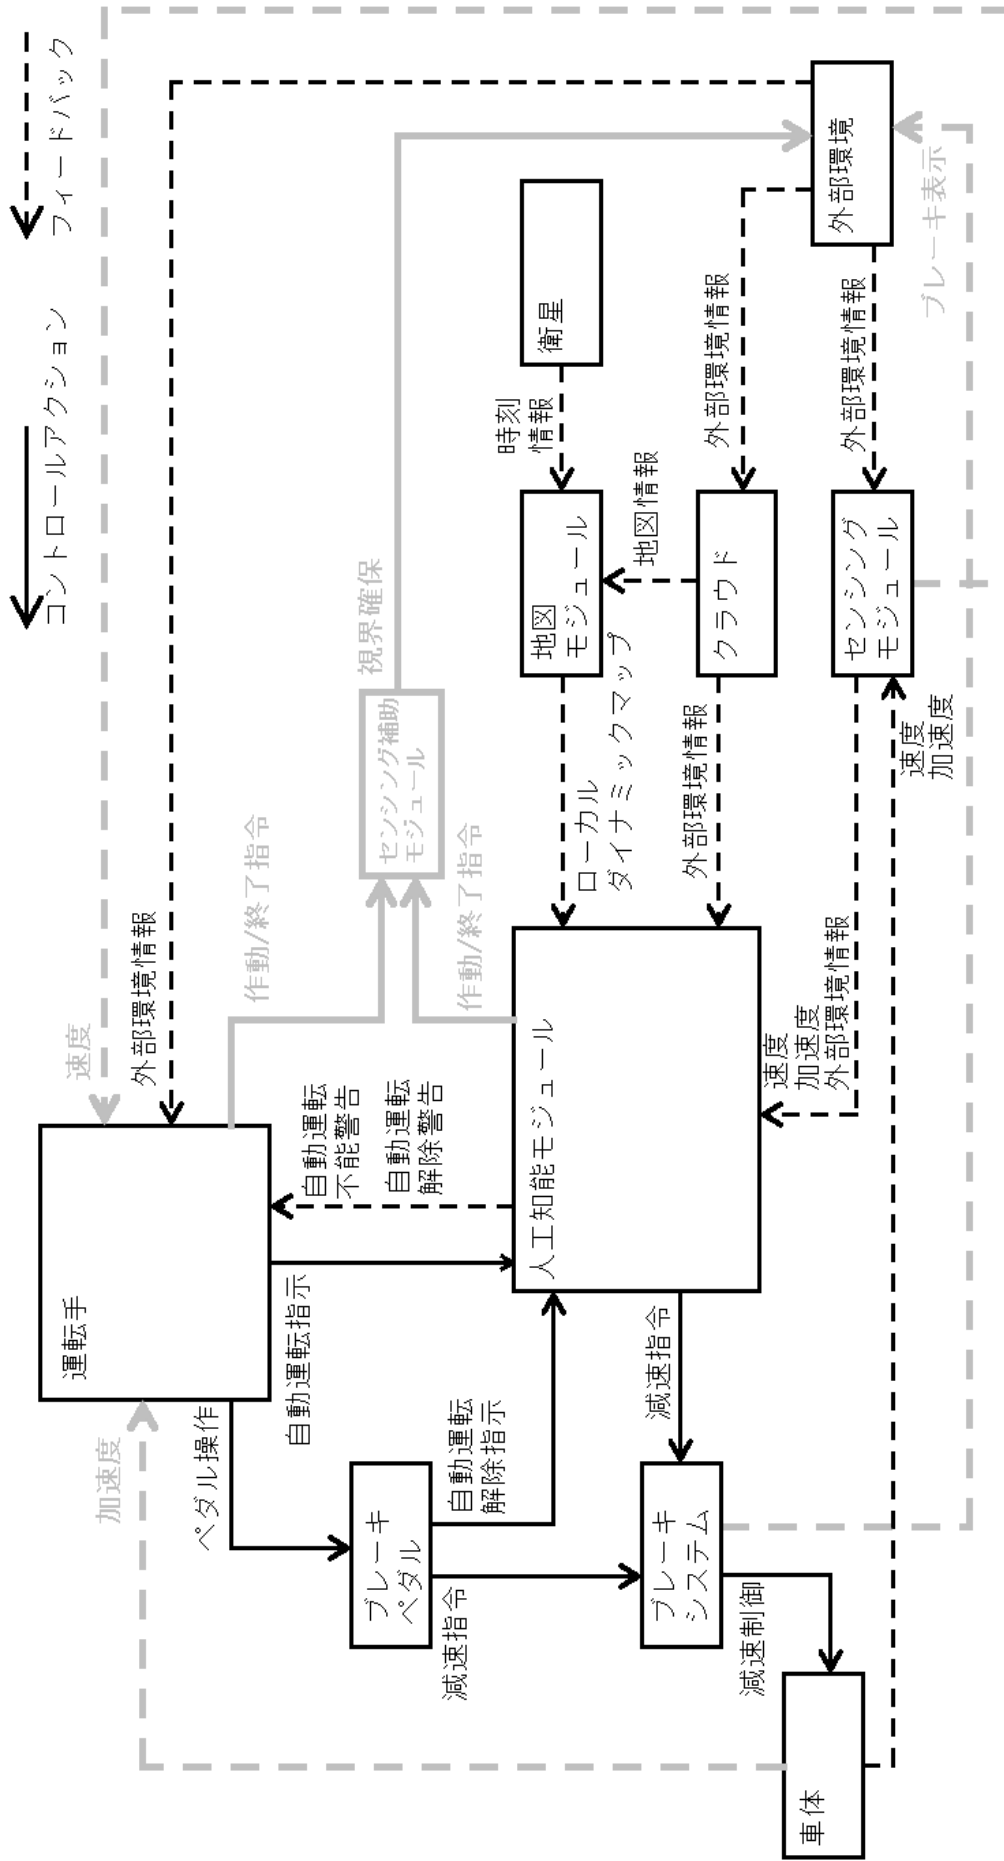 コントロールアクション
フィードバック
加速度
速度
運転手
外部環境情報
ペダル操作
自動運転指示
自動運転
不能警告
自動運転
解除警告
作動/終了指令
センシング補助
モジュール
視界確保
作動/終了指令
ブレーキ
ペダル
自動運転
解除指示
減速指令
人工知能モジュール
ローカル
ダイナミックマップ
地図
モジュール
時刻
情報
衛星
地図情報
減速指令
外部環境情報
クラウド
外部環境情報
ブレーキ
システム
減速制御
速度
加速度
外部環境情報
センシング
モジュール
外部環境情報
外部環境
車体
速度
加速度
ブレーキ表示